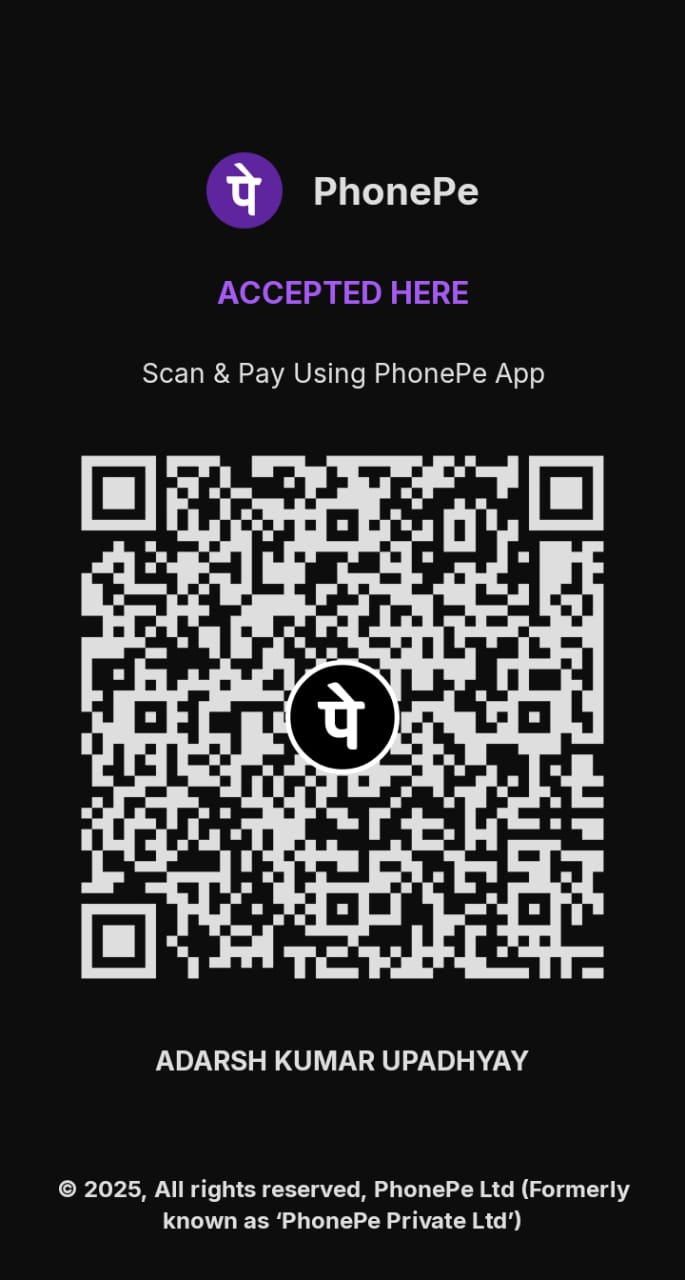 पे PhonePe
ACCEPTED HERE
Scan & Pay Using PhonePe App
पे
ADARSH KUMAR UPADHYAY
© 2025, All rights reserved, PhonePe Ltd (Formerly
known as ‘PhonePe Private Ltd’)